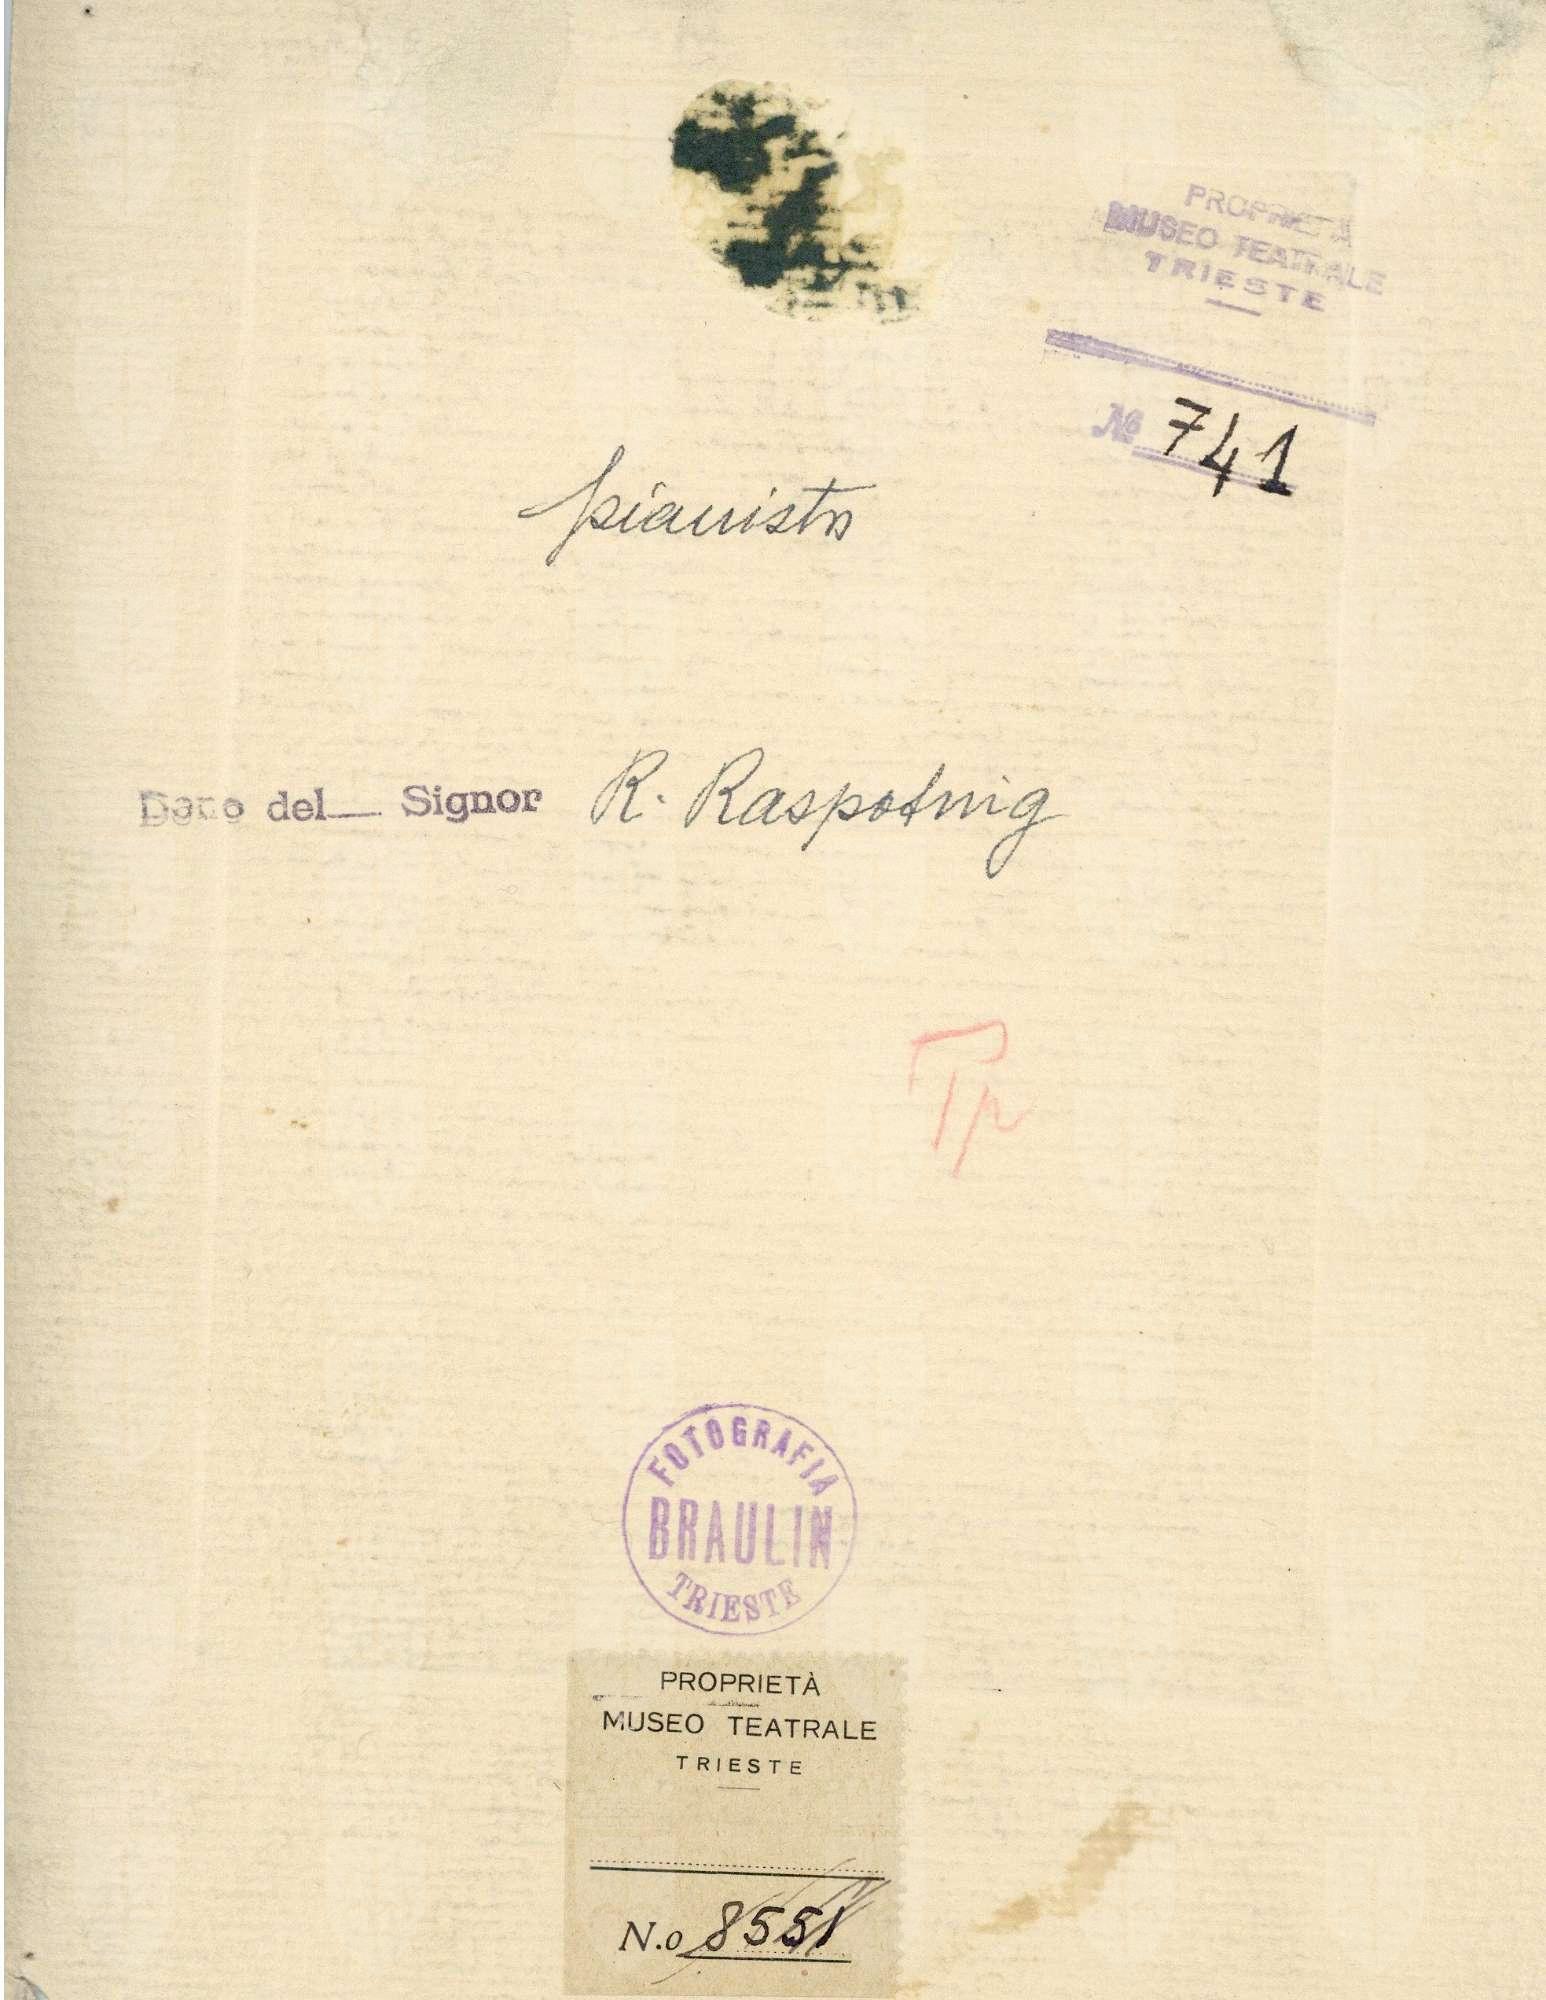 PROPRIETÀ
MUSEO TEATRALE
TRIESTE
№ 741
pianista
Dono del Signor R. Raspotnig
Tp
FOTOGRAFIA
BRAULIN
TRIESTE
PROPRIETÀ
MUSEO TEATRALE
TRIESTE
N.o 8551